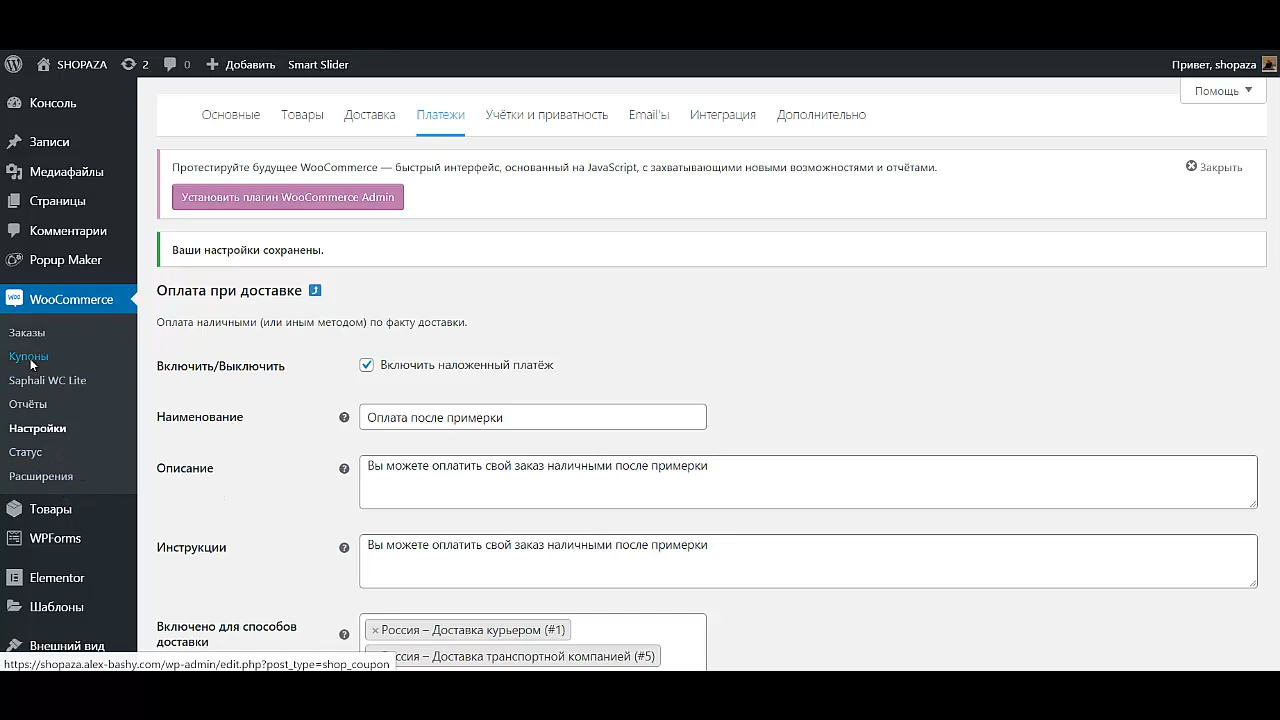 SHOPAZA 2 0 Добавить Smart Slider Привет, shopaza
Помощь
Консоль
Записи
Медиафайлы
Страницы
Комментарии
Popup Maker
WooCommerce
Заказы
Купоны
Saphali WC Lite
Отчёты
Настройки
Статус
Расширения
Товары
WPForms
Elementor
Шаблоны
Внешний вид
Основные Товары Доставка Платежи Учётки и приватность Email'ы Интеграция Дополнительно
Протестируйте будущее WooCommerce — быстрый интерфейс, основанный на JavaScript, с захватывающими новыми возможностями и отчётами.
Закрыть
Установить плагин WooCommerce Admin
Ваши настройки сохранены.
Оплата при доставке
Оплата наличными (или иным методом) по факту доставки.
Включить/Выключить
Включить наложенный платёж
Наименование
Оплата после примерки
Описание
Вы можете оплатить свой заказ наличными после примерки
Инструкции
Вы можете оплатить свой заказ наличными после примерки
Включено для способов
доставки
× Россия – Доставка курьером (#1)
– Доставка транспортной компанией (#5)
https://shopaza.alex-bashy.com/wp-admin/edit.php?post_type=shop_coupon